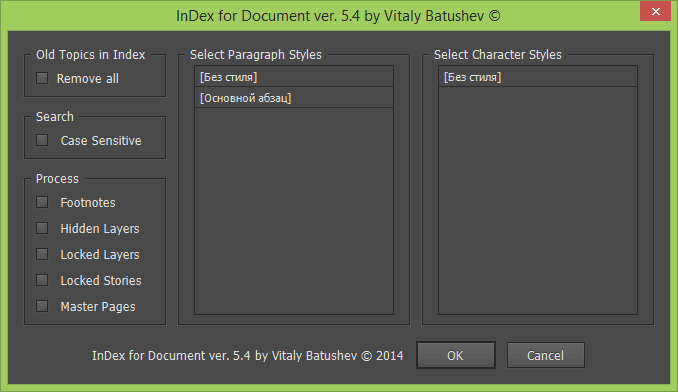 InDex for Document ver. 5.4 by Vitaly Batushev ©
Old Topics in Index
Remove all
Search
Case Sensitive
Process
Footnotes
Hidden Layers
Locked Layers
Locked Stories
Master Pages
Select Paragraph Styles
[Без стиля]
[Основной абзац]
Select Character Styles
[Без стиля]
InDex for Document ver. 5.4 by Vitaly Batushev © 2014
OK
Cancel